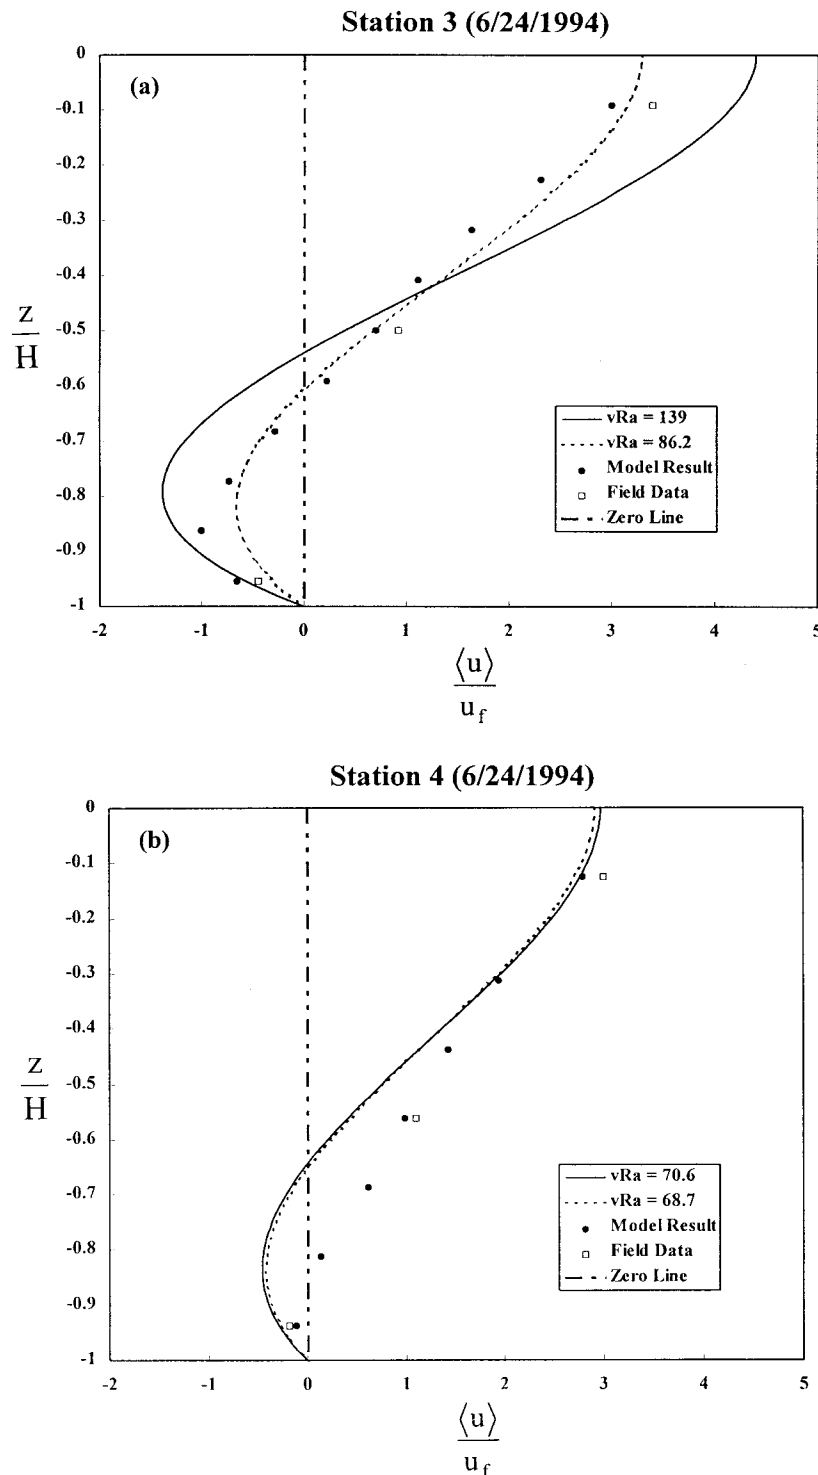 Station 3 (6/24/1994)
(a)
0
-0.1
-0.2
-0.3
-0.4
-0.5
-0.6
-0.7
-0.8
-0.9
-1
z
H
vRa = 139
vRa = 86.2
Model Result
Field Data
Zero Line
-2 -1 0 1 2 3 4 5
⟨u⟩
u_f
Station 4 (6/24/1994)
(b)
0
-0.1
-0.2
-0.3
-0.4
-0.5
-0.6
-0.7
-0.8
-0.9
-1
z
H
vRa = 70.6
vRa = 68.7
Model Result
Field Data
Zero Line
-2 -1 0 1 2 3 4 5
⟨u⟩
u_f